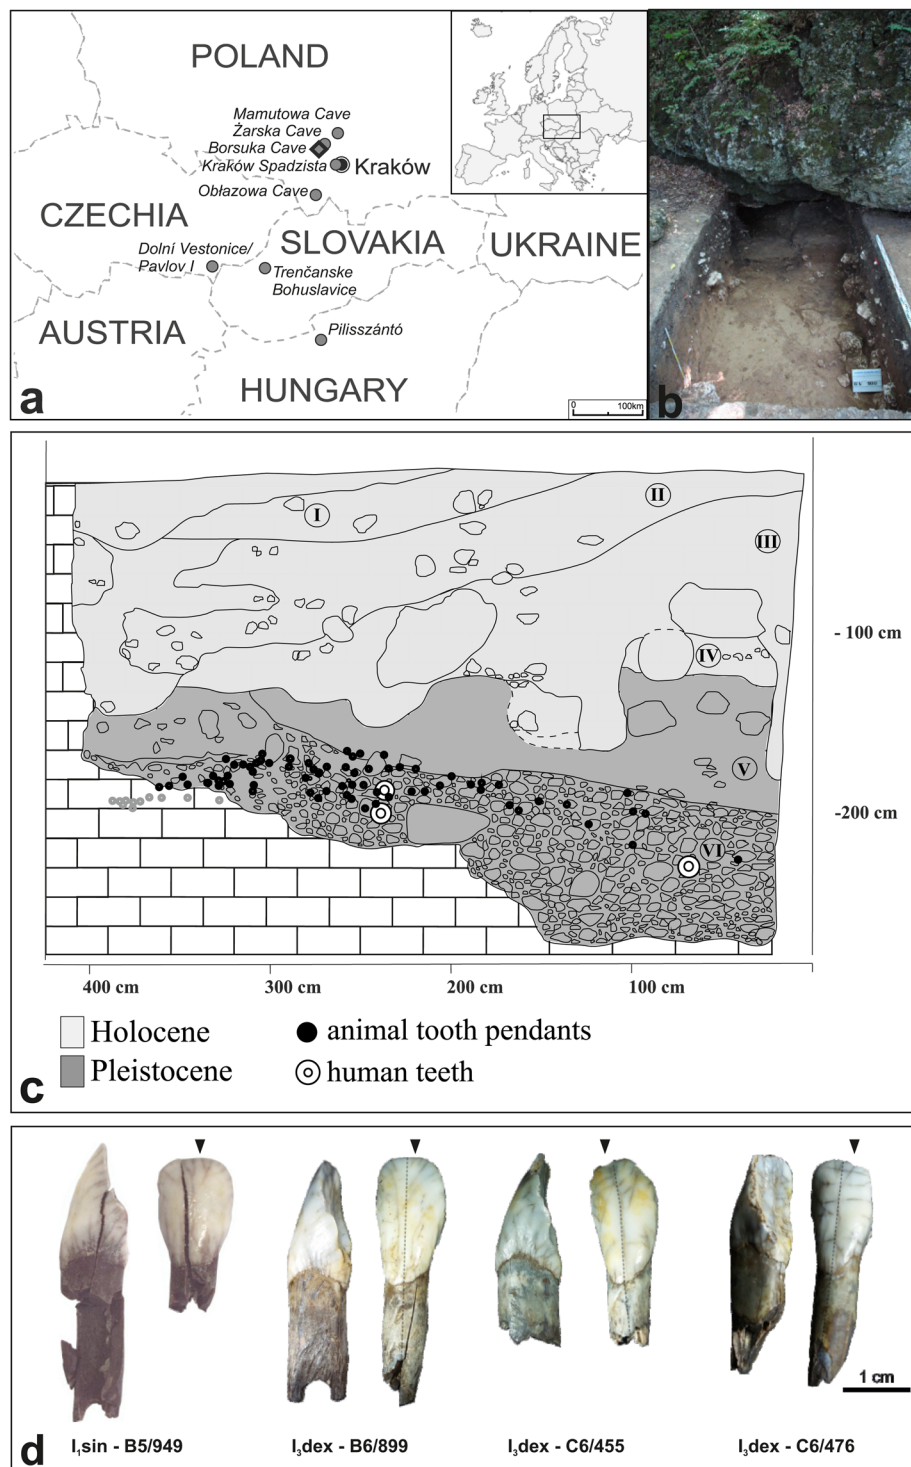 POLAND
Mamutowa Cave
Żarska Cave
Borsuka Cave
Kraków Spadzista
Kraków
Obłazowa Cave
CZECHIA
SLOVAKIA
UKRAINE
Dolní Vestonice/
Pavlov I
Trenčanske
Bohuslavice
AUSTRIA
Pilisszántó
HUNGARY
0
100km
a
b
I
II
III
IV
V
VI
- 100 cm
-200 cm
400 cm
300 cm
200 cm
100 cm
Holocene
animal tooth pendants
Pleistocene
human teeth
c
1 cm
d
I₁sin - B5/949
I₃dex - B6/899
I₃dex - C6/455
I₃dex - C6/476